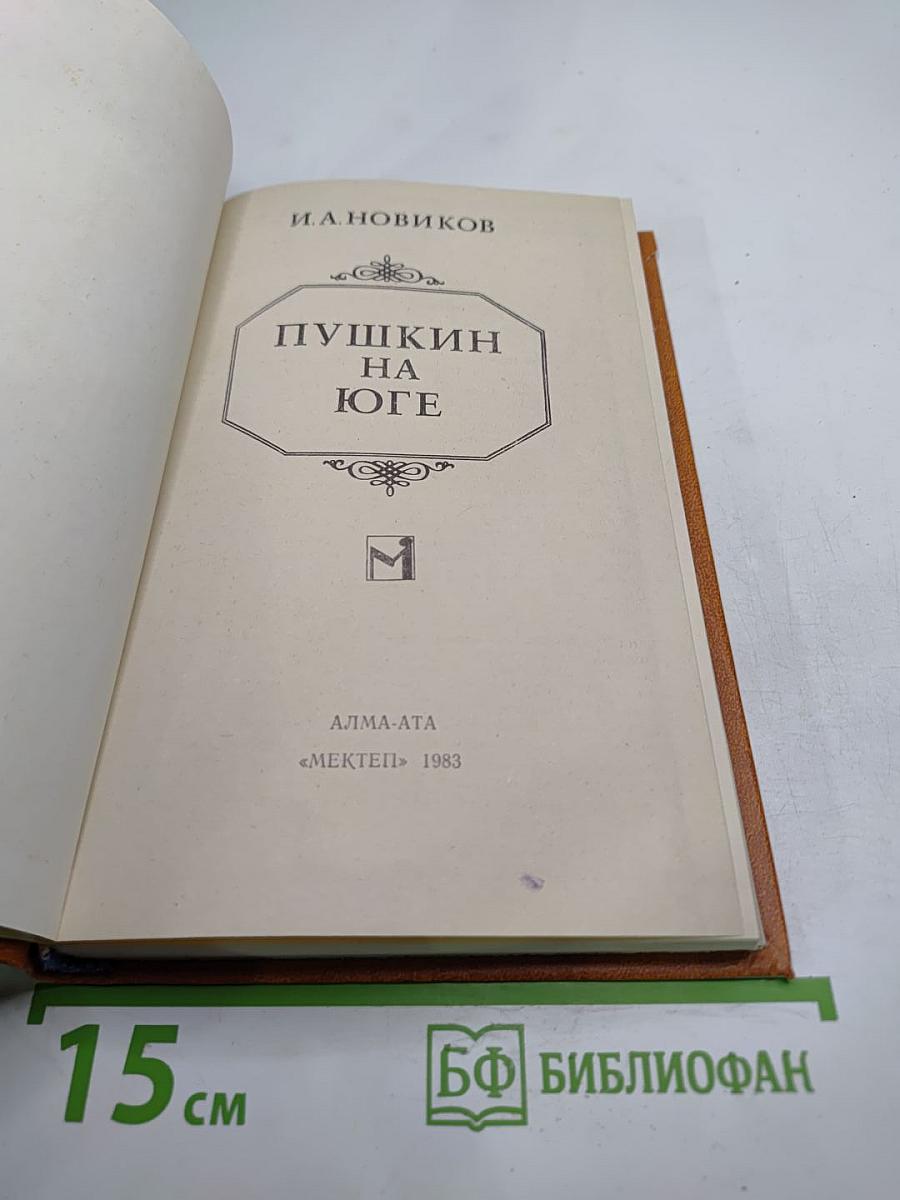 И. А. НОВИКОВ
ПУШКИН
НА
ЮГЕ
М
АЛМА-АТА
«МЕКТЕП» 1983
15 см
БФ БИБЛИОФАН